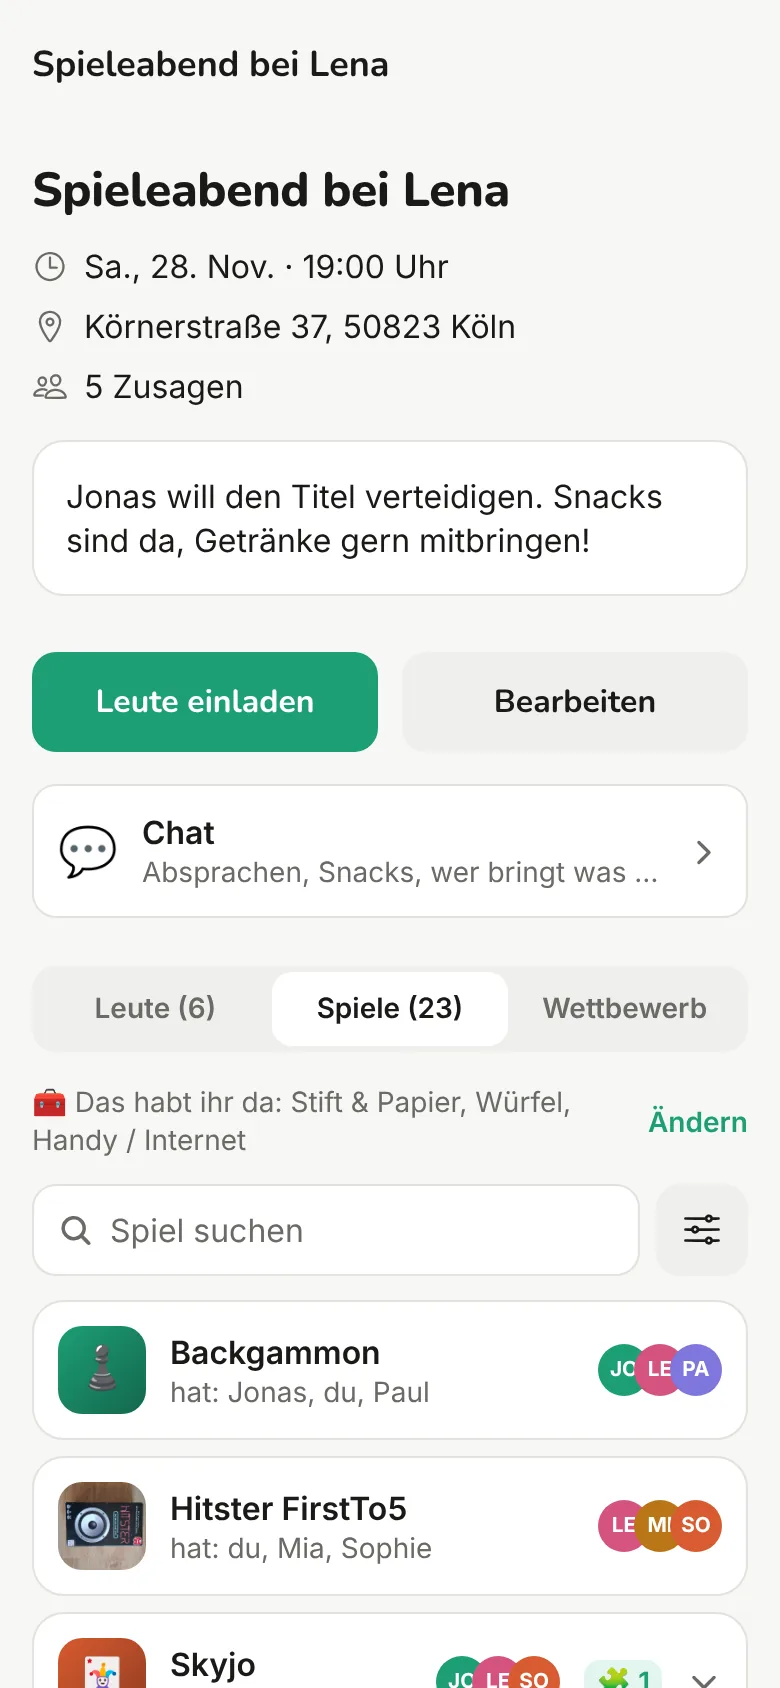 Spieleabend bei Lena
Spieleabend bei Lena
Sa., 28. Nov. · 19:00 Uhr
Körnerstraße 37, 50823 Köln
5 Zusagen
Jonas will den Titel verteidigen. Snacks
sind da, Getränke gern mitbringen!
Leute einladen
Bearbeiten
Chat
Absprachen, Snacks, wer bringt was ...
Leute (6)
Spiele (23)
Wettbewerb
Das habt ihr da: Stift & Papier, Würfel,
Handy / Internet
Ändern
Spiel suchen
Backgammon
hat: Jonas, du, Paul
JO LE PA
Hitster FirstTo5
hat: du, Mia, Sophie
HITSTER
LE MI SO
Skyjo
JO LE SO
1